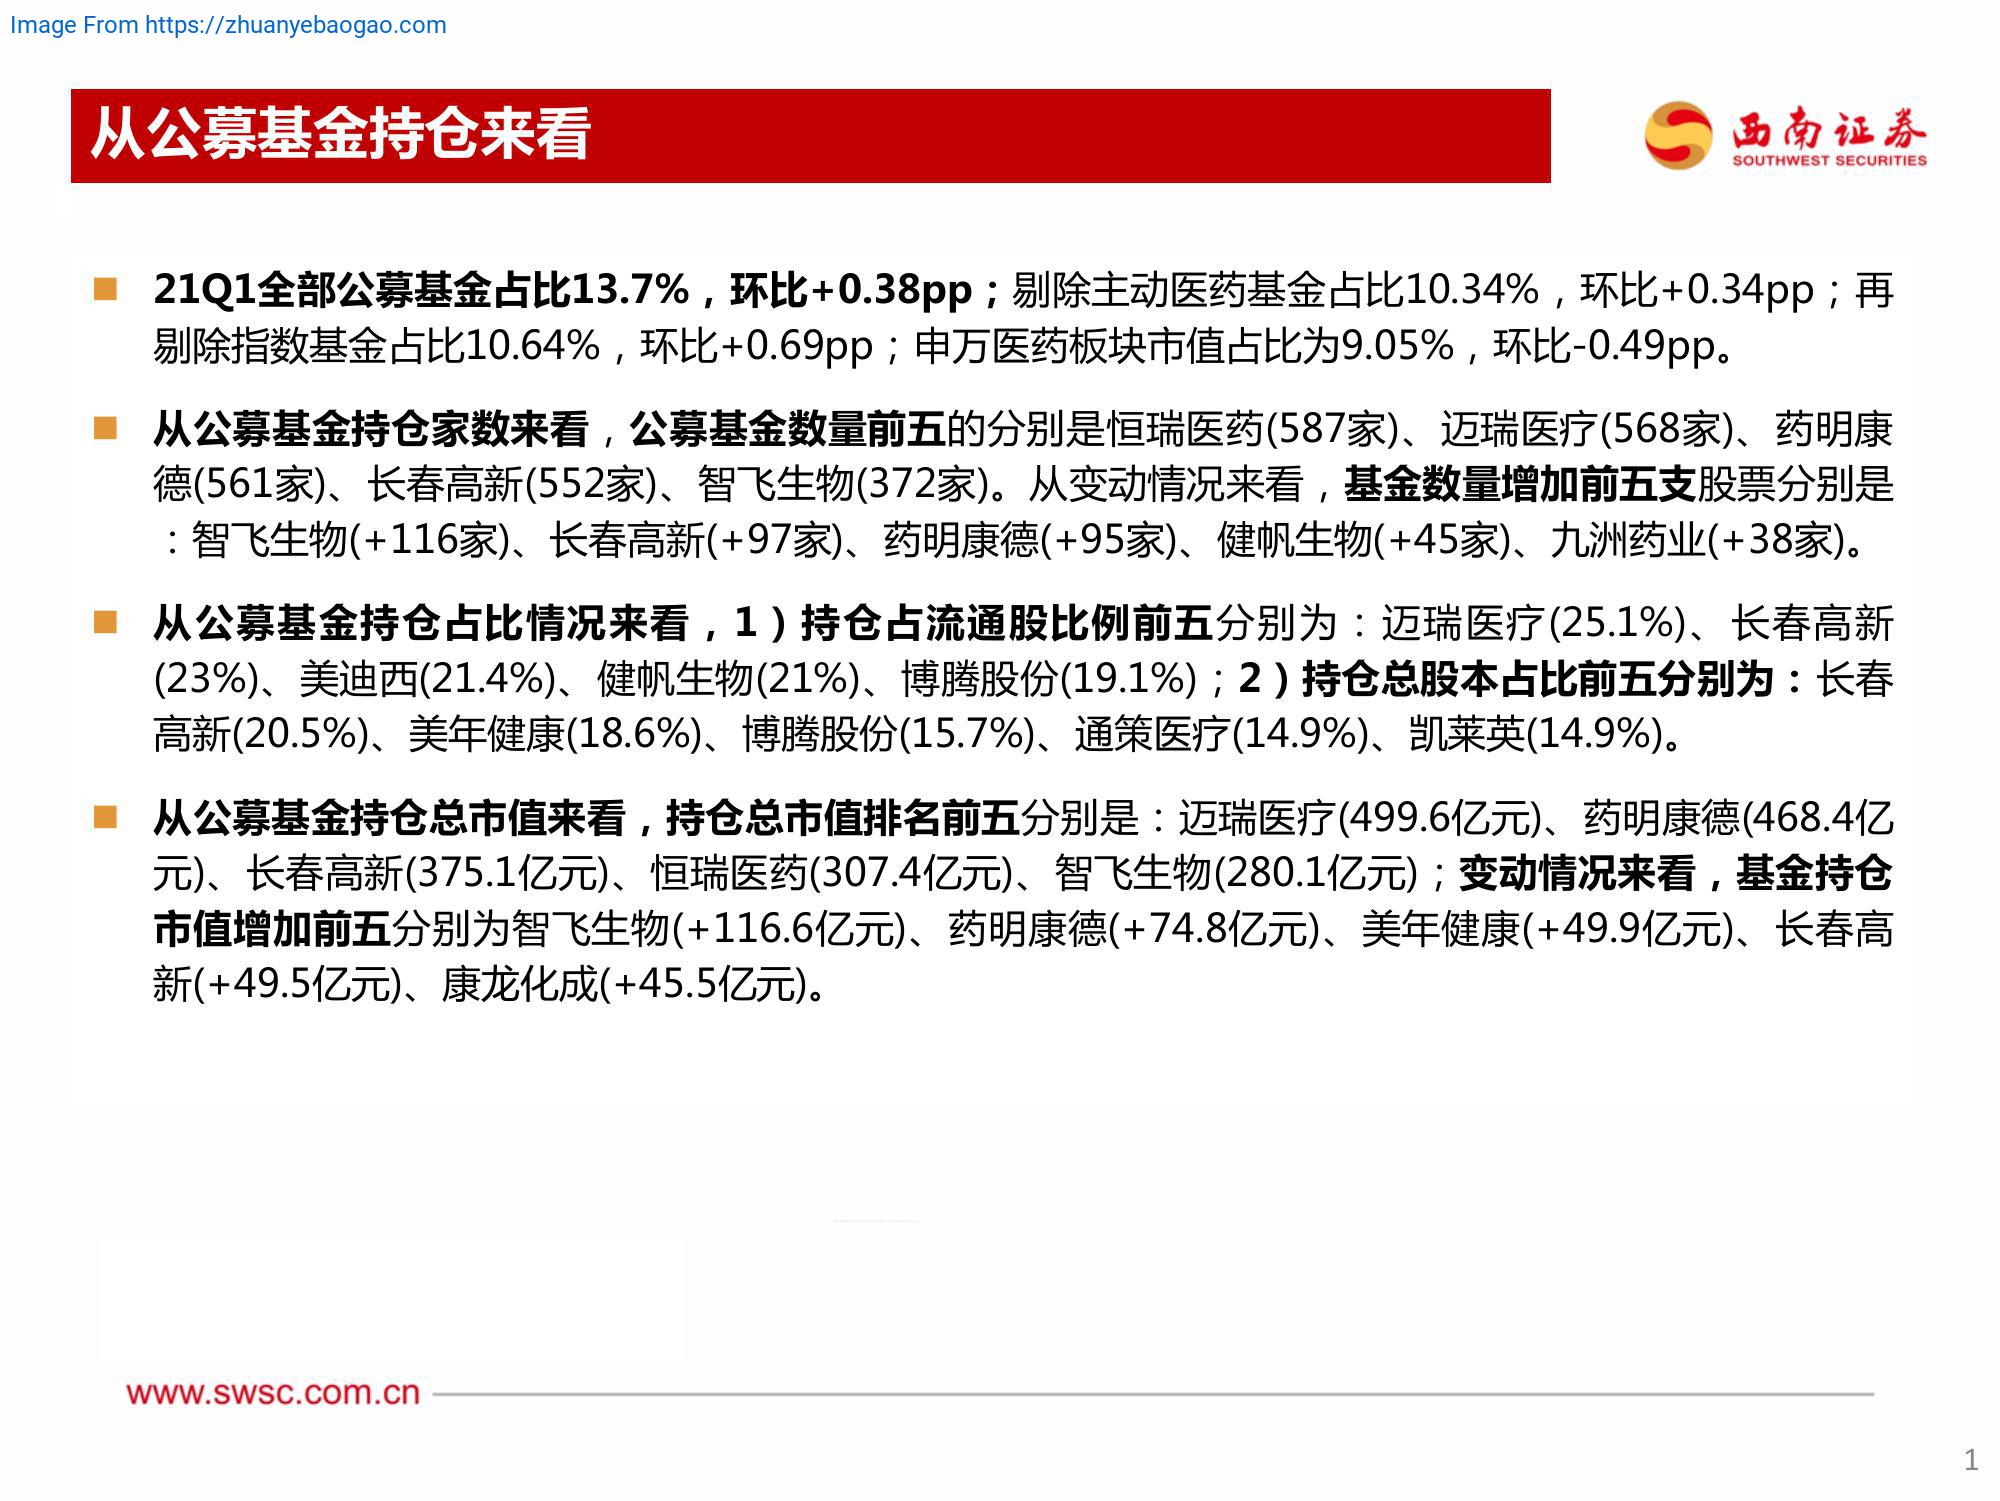 Image From https://zhuanyebaogao.com
从公募基金持仓来看
西南证券
SOUTHWEST SECURITIES
■ 21Q1全部公募基金占比13.7%，环比+0.38pp；剔除主动医药基金占比10.34%，环比+0.34pp；再
剔除指数基金占比10.64%，环比+0.69pp；申万医药板块市值占比为9.05%，环比-0.49pp。
■ 从公募基金持仓家数来看，公募基金数量前五的分别是恒瑞医药(587家)、迈瑞医疗(568家)、药明康
德(561家)、长春高新(552家)、智飞生物(372家)。从变动情况来看，基金数量增加前五支股票分别是
：智飞生物(+116家)、长春高新(+97家)、药明康德(+95家)、健帆生物(+45家)、九洲药业(+38家)。
■ 从公募基金持仓占比情况来看，1）持仓占流通股比例前五分别为：迈瑞医疗(25.1%)、长春高新
(23%)、美迪西(21.4%)、健帆生物(21%)、博腾股份(19.1%)；2）持仓总股本占比前五分别为：长春
高新(20.5%)、美年健康(18.6%)、博腾股份(15.7%)、通策医疗(14.9%)、凯莱英(14.9%)。
■ 从公募基金持仓总市值来看，持仓总市值排名前五分别是：迈瑞医疗(499.6亿元)、药明康德(468.4亿
元)、长春高新(375.1亿元)、恒瑞医药(307.4亿元)、智飞生物(280.1亿元)；变动情况来看，基金持仓
市值增加前五分别为智飞生物(+116.6亿元)、药明康德(+74.8亿元)、美年健康(+49.9亿元)、长春高
新(+49.5亿元)、康龙化成(+45.5亿元)。
www.swsc.com.cn
1